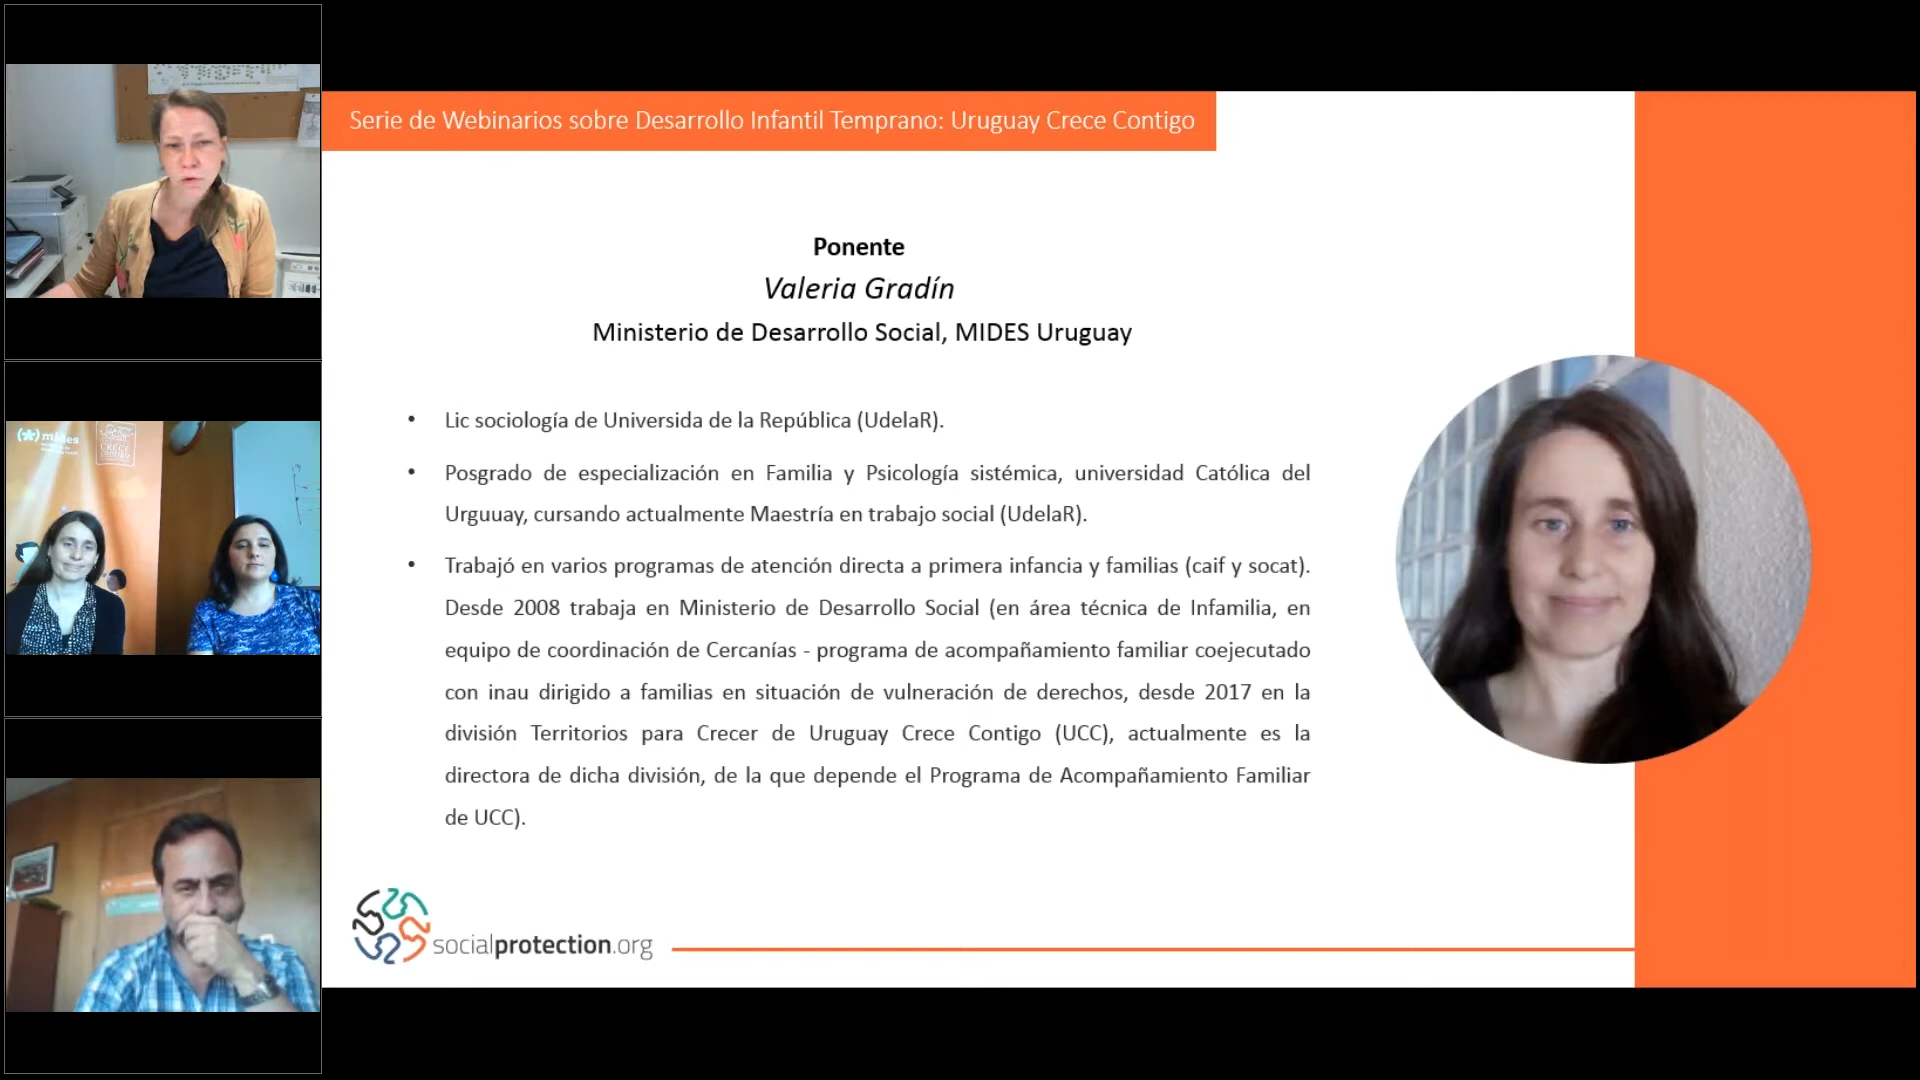 Serie de Webinarios sobre Desarrollo Infantil Temprano: Uruguay Crece Contigo
Ponente
Valeria Gradín
Ministerio de Desarrollo Social, MIDES Uruguay
• Lic sociología de Universida de la República (UdelaR).
• Posgrado de especialización en Familia y Psicología sistémica, universidad Católica del
Urguuay, cursando actualmente Maestría en trabajo social (UdelaR).
• Trabajó en varios programas de atención directa a primera infancia y familias (caif y socat).
Desde 2008 trabaja en Ministerio de Desarrollo Social (en área técnica de Infamilia, en
equipo de coordinación de Cercanías - programa de acompañamiento familiar coejecutado
con inau dirigido a familias en situación de vulneración de derechos, desde 2017 en la
división Territorios para Crecer de Uruguay Crece Contigo (UCC), actualmente es la
directora de dicha división, de la que depende el Programa de Acompañamiento Familiar
de UCC).
socialprotection.org
mides
CRECE